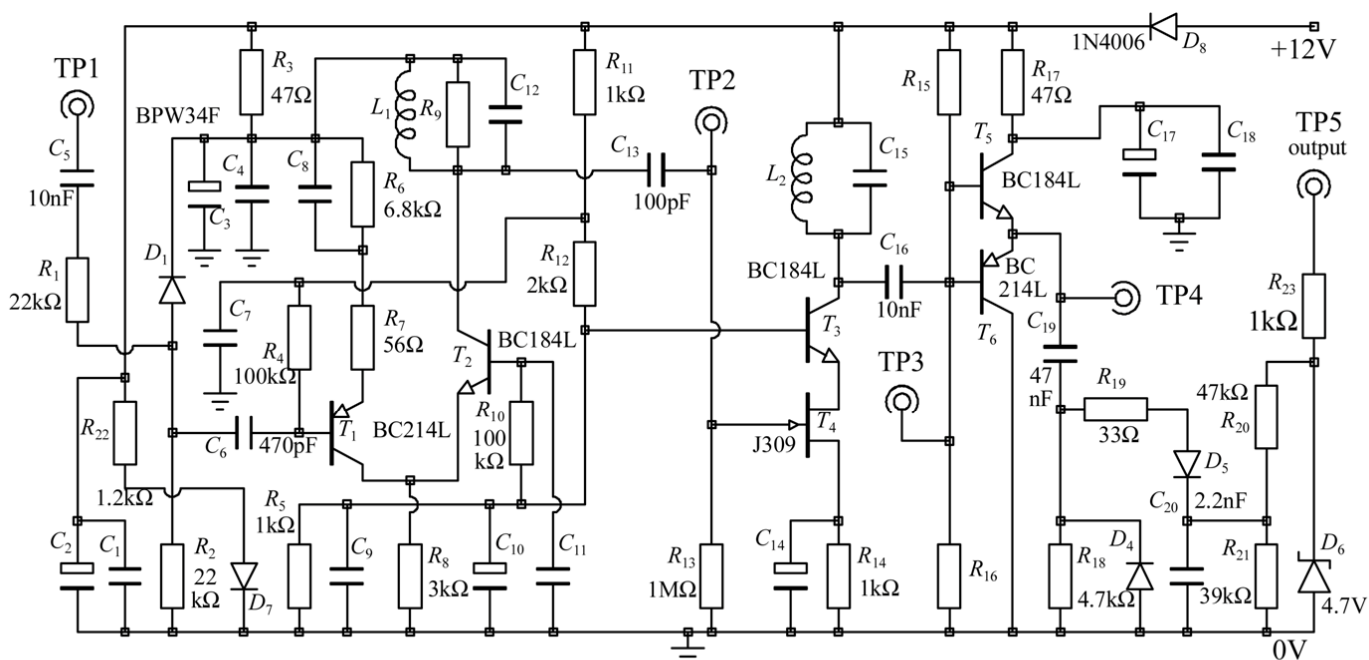 1N4006
D8
+12V
TP1
R3
47Ω
BPW34F
L1
R9
C12
R11
1kΩ
TP2
R15
R17
47Ω
TP5
output
C5
10nF
C4
C8
C3
R6
6.8kΩ
C13
100pF
L2
C15
T5
BC184L
C17
C18
R1
22kΩ
D1
R12
2kΩ
BC184L
C16
10nF
BC
214L
T6
TP4
R23
1kΩ
C7
R4
100kΩ
R7
56Ω
T2
BC184L
T3
C19
47
nF
TP3
R19
33Ω
47kΩ
R20
R22
1.2kΩ
C6
470pF
T1
BC214L
R10
100
kΩ
T4
J309
D5
2.2nF
C20
R5
1kΩ
C2
C1
R2
22
kΩ
D7
C9
R8
3kΩ
C10
C11
R13
1MΩ
C14
R14
1kΩ
R16
R18
4.7kΩ
D4
R21
39kΩ
D6
4.7V
0V